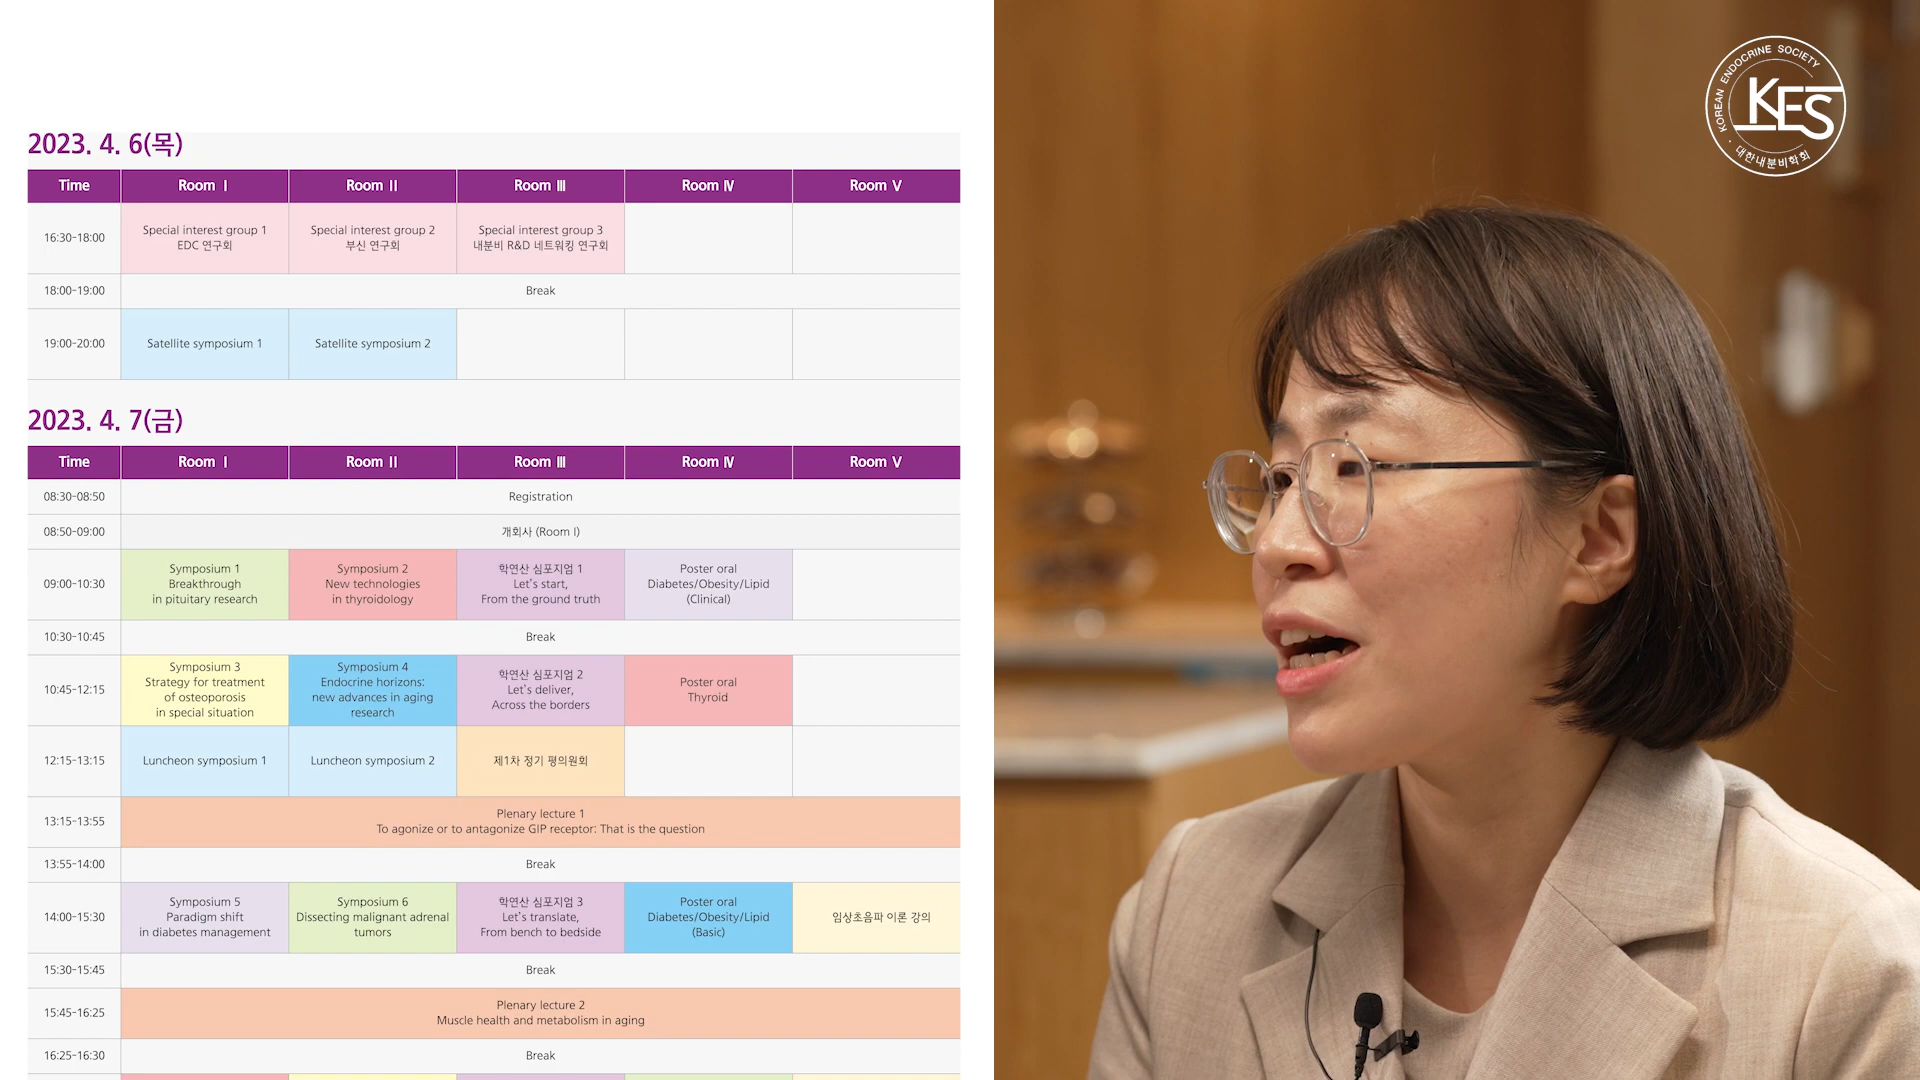 2023. 4. 6(목)
Time Room Ⅰ Room Ⅱ Room Ⅲ Room Ⅳ Room Ⅴ
16:30-18:00
Special interest group 1
EDC 연구회
Special interest group 2
부신 연구회
Special interest group 3
내분비 R&D 네트워킹 연구회
18:00-19:00 Break
19:00-20:00 Satellite symposium 1 Satellite symposium 2
2023. 4. 7(금)
Time Room Ⅰ Room Ⅱ Room Ⅲ Room Ⅳ Room Ⅴ
08:30-08:50 Registration
08:50-09:00 개회사 (Room Ⅰ)
09:00-10:30
Symposium 1
Breakthrough
in pituitary research
Symposium 2
New technologies
in thyroidology
학연산 심포지엄 1
Let's start,
From the ground truth
Poster oral
Diabetes/Obesity/Lipid
(Clinical)
10:30-10:45 Break
10:45-12:15
Symposium 3
Strategy for treatment
of osteoporosis
in special situation
Symposium 4
Endocrine horizons:
new advances in aging
research
학연산 심포지엄 2
Let's deliver,
Across the borders
Poster oral
Thyroid
12:15-13:15 Luncheon symposium 1 Luncheon symposium 2 제1차 정기 평의원회
13:15-13:55
Plenary lecture 1
To agonize or to antagonize GIP receptor: That is the question
13:55-14:00 Break
14:00-15:30
Symposium 5
Paradigm shift
in diabetes management
Symposium 6
Dissecting malignant adrenal
tumors
학연산 심포지엄 3
Let's translate,
From bench to bedside
Poster oral
Diabetes/Obesity/Lipid
(Basic)
임상초음파 이론 강의
15:30-15:45 Break
15:45-16:25
Plenary lecture 2
Muscle health and metabolism in aging
16:25-16:30 Break
KOREAN ENDOCRINE SOCIETY
KES
대한내분비학회